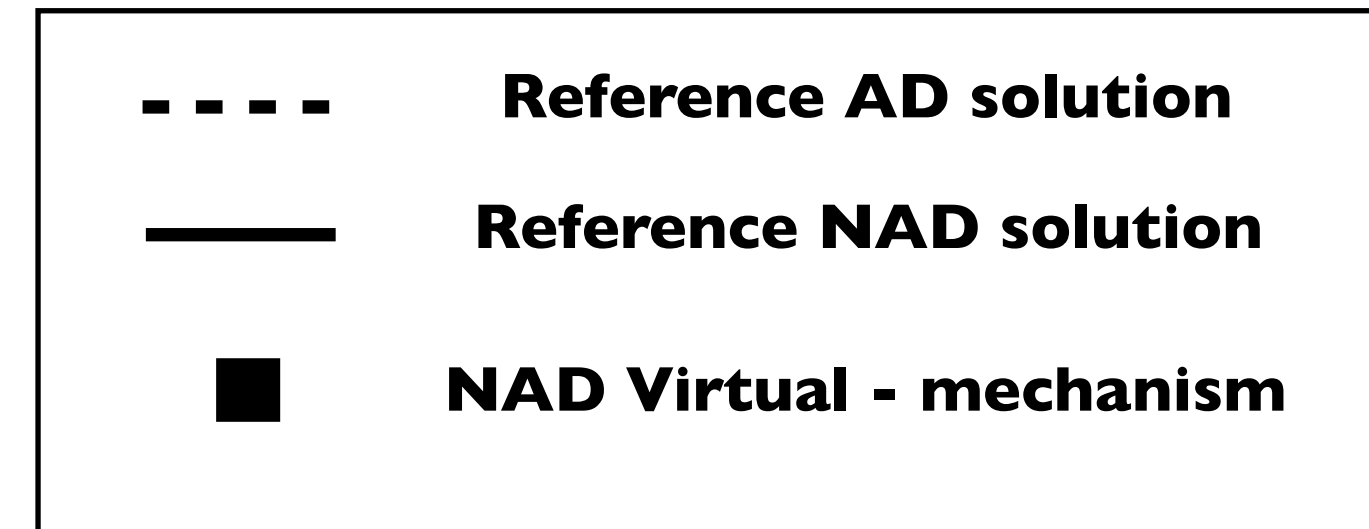 Reference AD solution
Reference NAD solution
NAD Virtual - mechanism